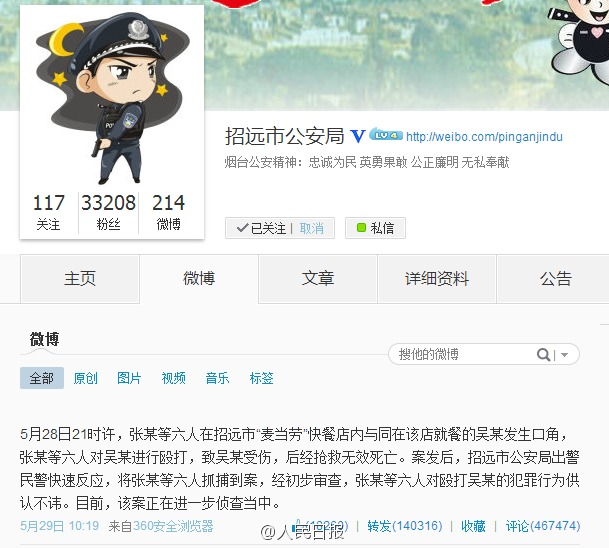 招远市公安局 V LV 4 http://weibo.com/pinganjindu
烟台公安精神：忠诚为民 英勇果敢 公正廉明 无私奉献
117 33208 214
关注 粉丝 微博
已关注 | 取消 私信
主页 微博 文章 详细资料 公告
微博
搜他的微博
全部 原创 图片 视频 音乐 标签
5月28日21时许，张某等六人在招远市“麦当劳”快餐店内与同在该店就餐的吴某发生口角，
张某等六人对吴某进行殴打，致吴某受伤，后经抢救无效死亡。案发后，招远市公安局出警
民警快速反应，将张某等六人抓捕到案，经初步审查，张某等六人对殴打吴某的犯罪行为供
认不讳。目前，该案正在进一步侦查当中。
5月29日 10:19 来自360安全浏览器 | 转发(140316) | 收藏 | 评论(467474)
@人民日报